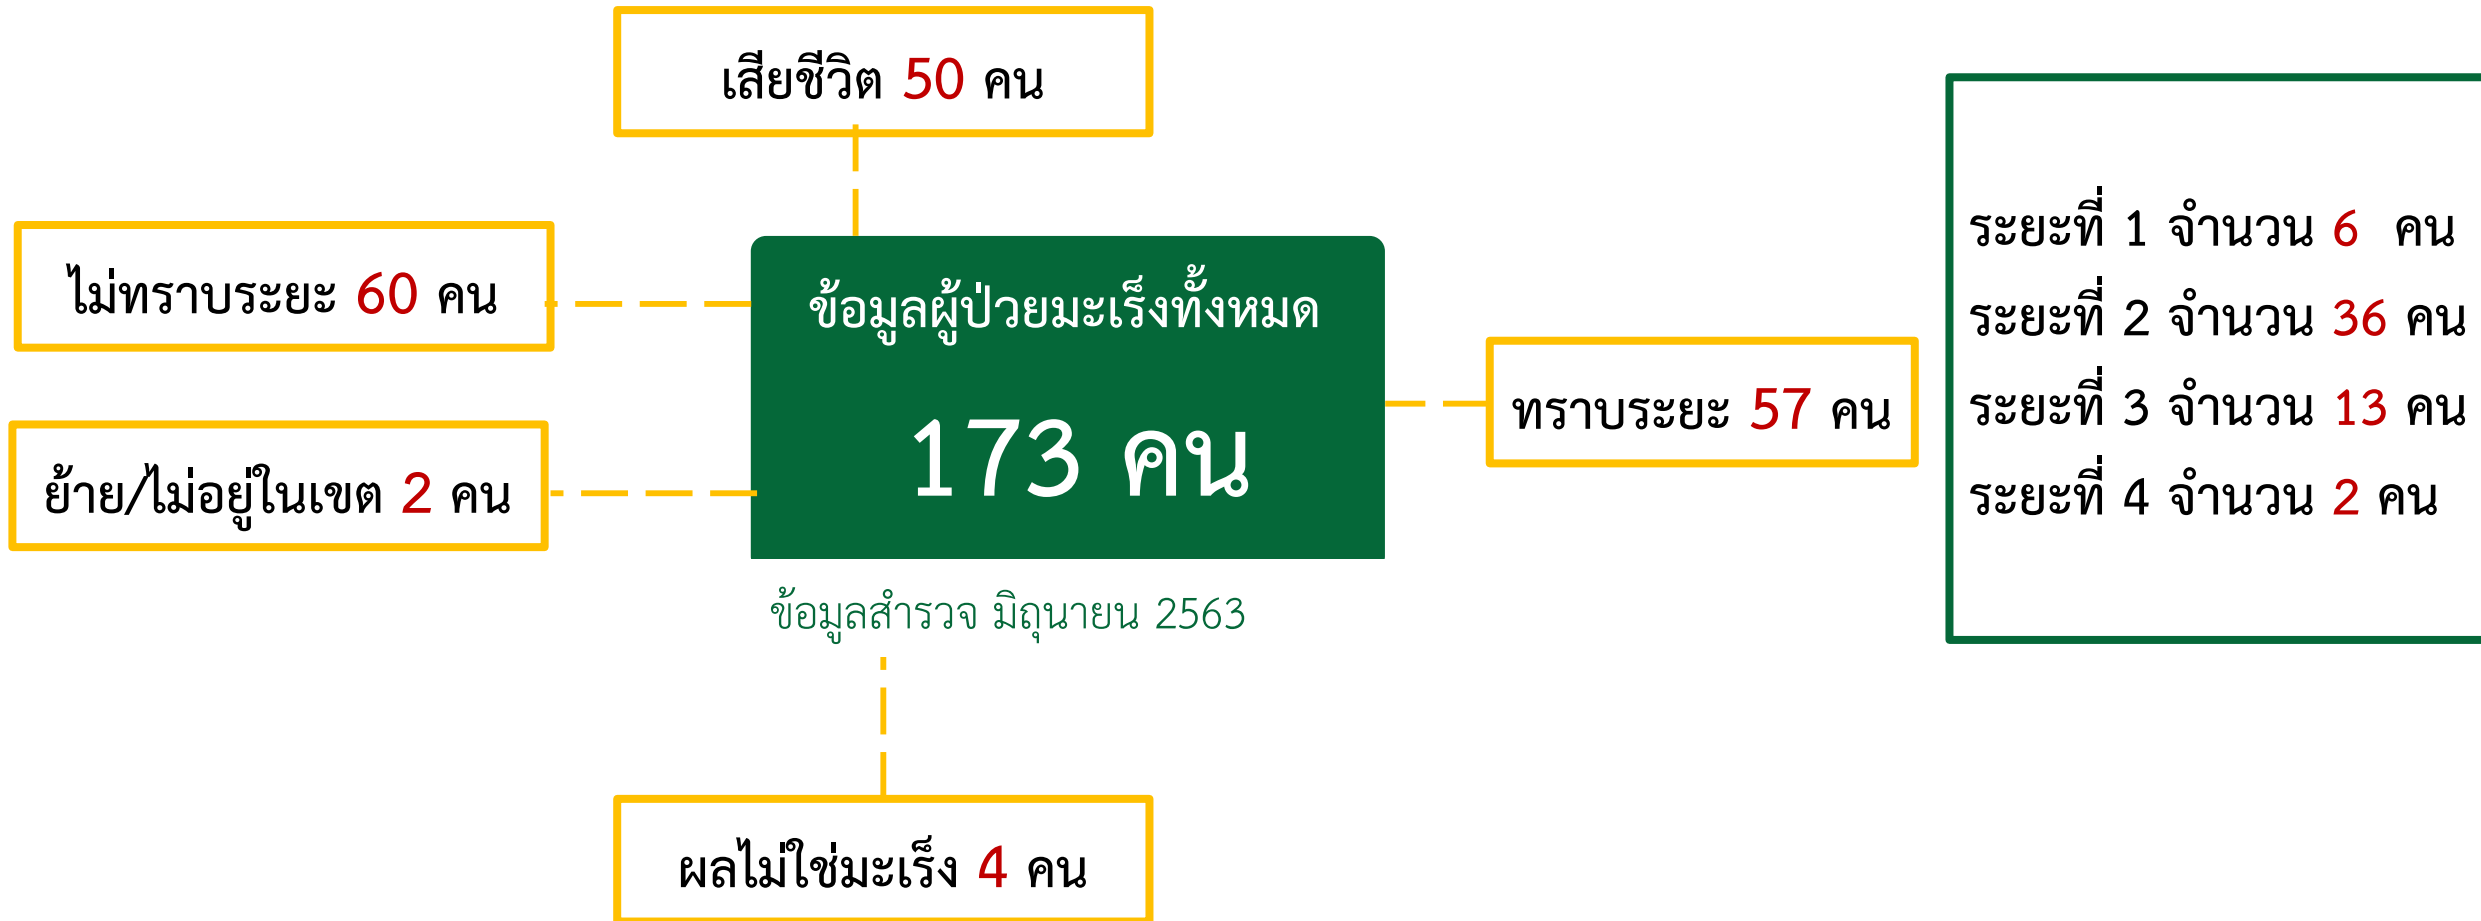 เสียชีวิต 50 คน
ไม่ทราบระยะ 60 คน
ย้าย/ไม่อยู่ในเขต 2 คน
ข้อมูลผู้ป่วยมะเร็งทั้งหมด
173 คน
ข้อมูลสำรวจ มิถุนายน 2563
ผลไม่ใช่มะเร็ง 4 คน
ทราบระยะ 57 คน
ระยะที่ 1 จำนวน 6 คน
ระยะที่ 2 จำนวน 36 คน
ระยะที่ 3 จำนวน 13 คน
ระยะที่ 4 จำนวน 2 คน